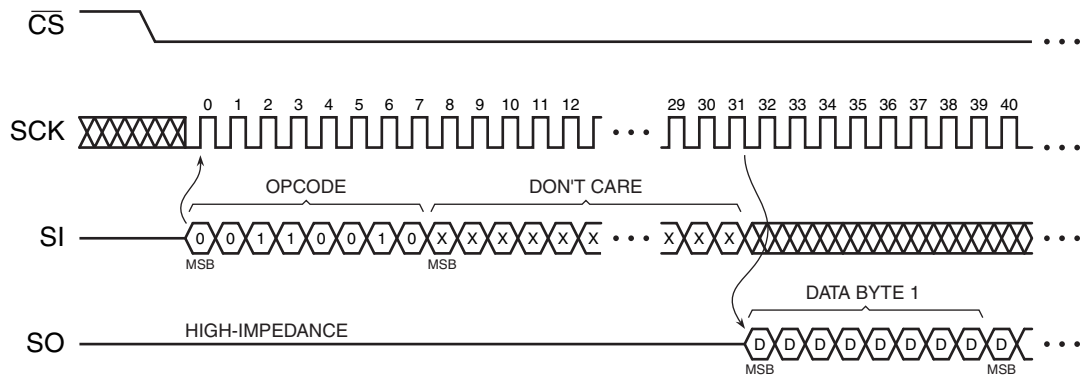 CS
SCK
0 1 2 3 4 5 6 7 8 9 10 11 12 29 30 31 32 33 34 35 36 37 38 39 40
OPCODE DON'T CARE
SI
0 0 1 1 0 0 1 0 X X X X X X X X X
MSB MSB
DATA BYTE 1
SO
HIGH-IMPEDANCE
D D D D D D D D D
MSB MSB